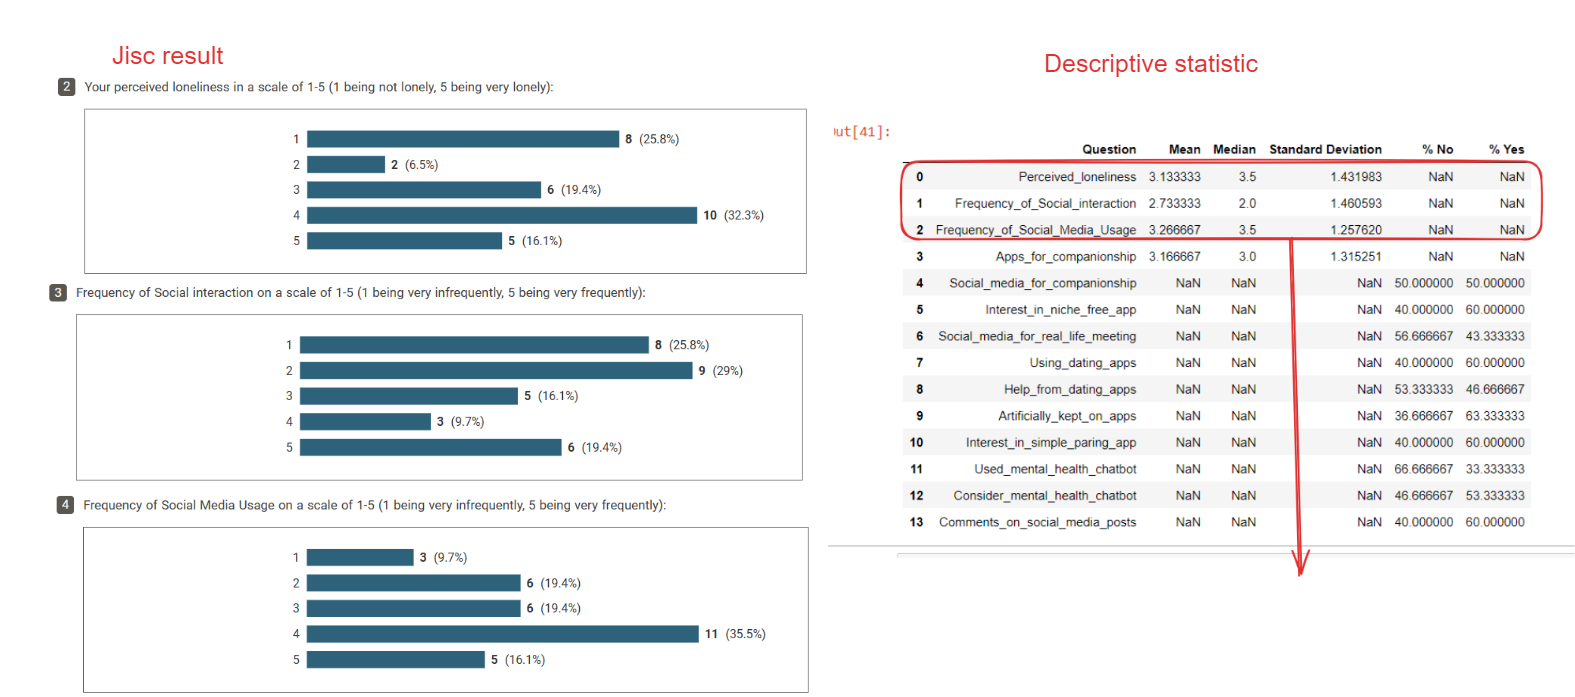 Jisc result
2 Your perceived loneliness in a scale of 1-5 (1 being not lonely, 5 being very lonely):
1 8 (25.8%)
2 2 (6.5%)
3 6 (19.4%)
4 10 (32.3%)
5 5 (16.1%)
3 Frequency of Social interaction on a scale of 1-5 (1 being very infrequently, 5 being very frequently):
1 8 (25.8%)
2 9 (29%)
3 5 (16.1%)
4 3 (9.7%)
5 6 (19.4%)
4 Frequency of Social Media Usage on a scale of 1-5 (1 being very infrequently, 5 being very frequently):
1 3 (9.7%)
2 6 (19.4%)
3 6 (19.4%)
4 11 (35.5%)
5 5 (16.1%)
Descriptive statistic
ut[41]:
Question Mean Median Standard Deviation % No % Yes
0 Perceived_loneliness 3.133333 3.5 1.431983 NaN NaN
1 Frequency_of_Social_interaction 2.733333 2.0 1.460593 NaN NaN
2 Frequency_of_Social_Media_Usage 3.266667 3.5 1.257620 NaN NaN
3 Apps_for_companionship 3.166667 3.0 1.315251 NaN NaN
4 Social_media_for_companionship NaN NaN NaN 50.000000 50.000000
5 Interest_in_niche_free_app NaN NaN NaN 40.000000 60.000000
6 Social_media_for_real_life_meeting NaN NaN NaN 56.666667 43.333333
7 Using_dating_apps NaN NaN NaN 40.000000 60.000000
8 Help_from_dating_apps NaN NaN NaN 53.333333 46.666667
9 Artificially_kept_on_apps NaN NaN NaN 36.666667 63.333333
10 Interest_in_simple_paring_app NaN NaN NaN 40.000000 60.000000
11 Used_mental_health_chatbot NaN NaN NaN 66.666667 33.333333
12 Consider_mental_health_chatbot NaN NaN NaN 46.666667 53.333333
13 Comments_on_social_media_posts NaN NaN NaN 40.000000 60.000000